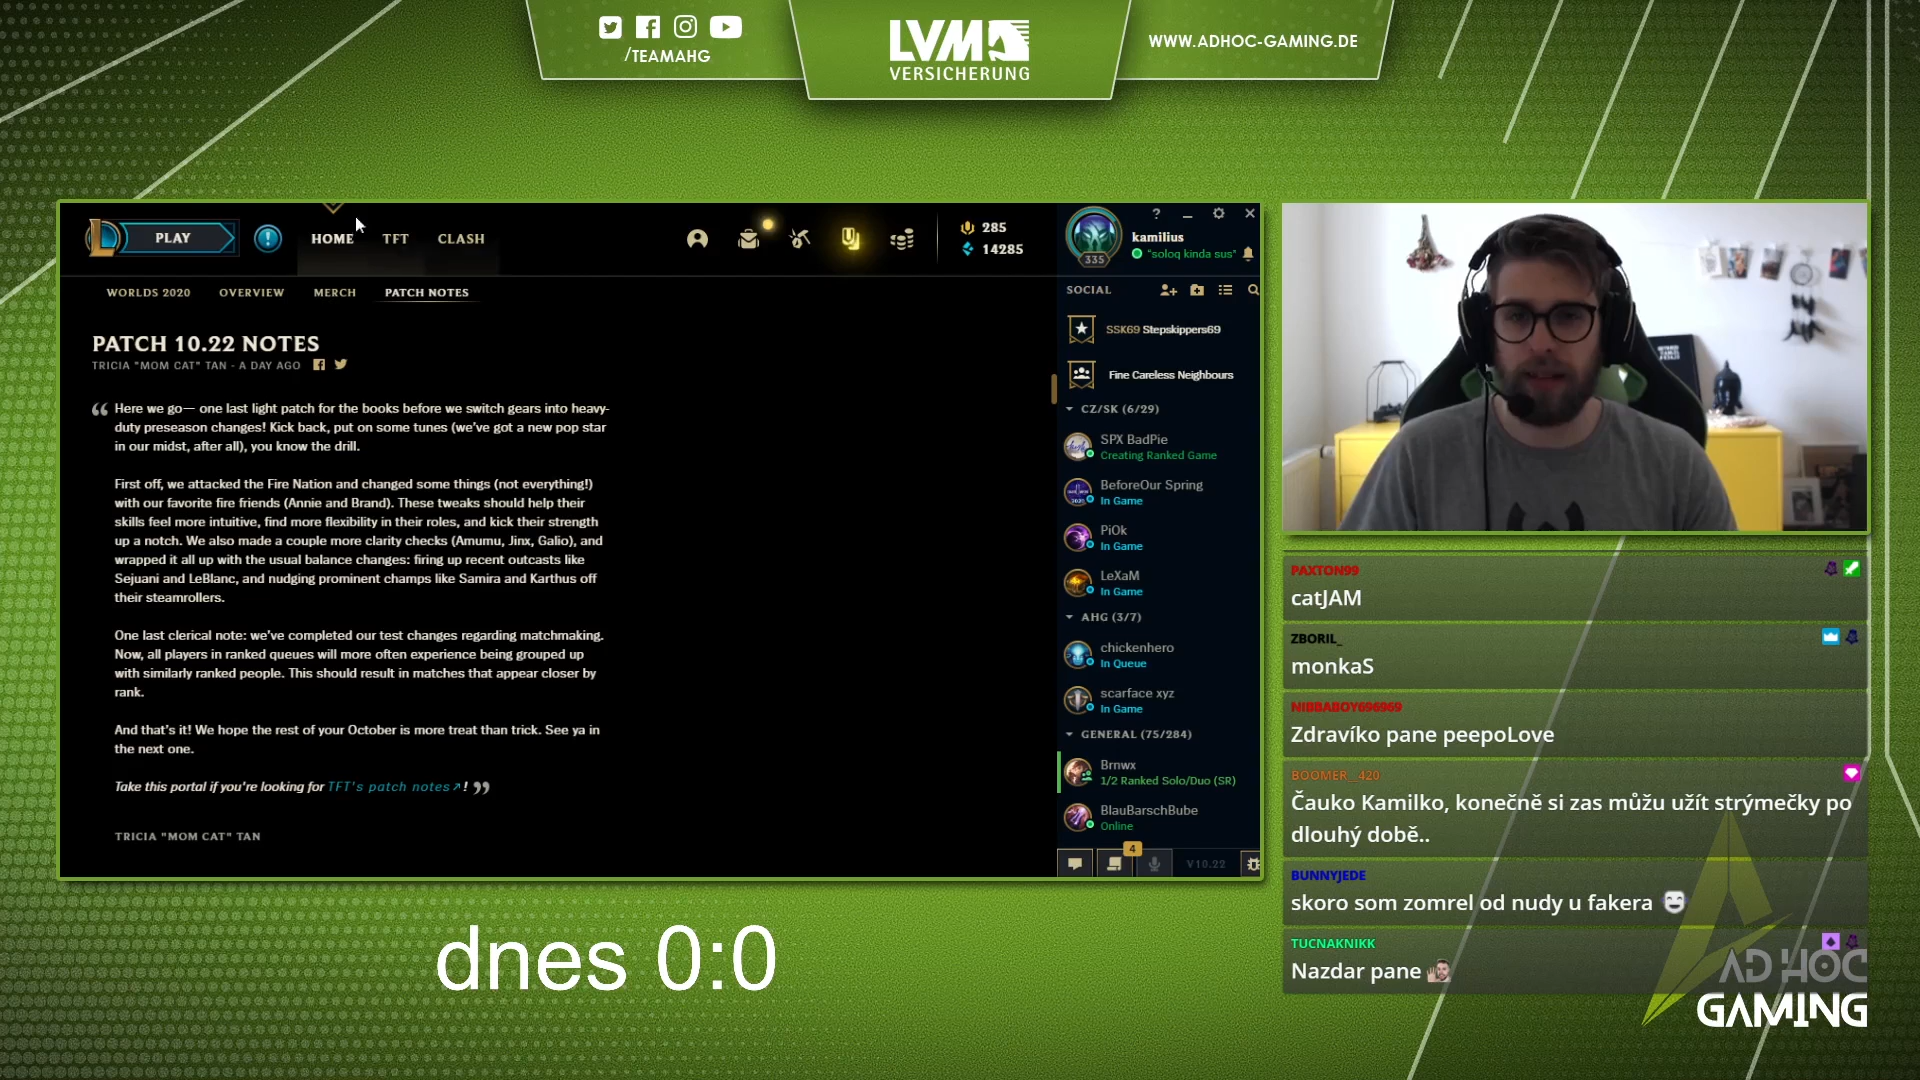 /TEAMAHG
LVM
VERSICHERUNG
WWW.ADHOC-GAMING.DE
PLAY
HOME
TFT
CLASH
285
14285
kamilius
"soloq kinda sus"
335
WORLDS 2020
OVERVIEW
MERCH
PATCH NOTES
PATCH 10.22 NOTES
TRICIA "MOM CAT" TAN - A DAY AGO
“ Here we go— one last light patch for the books before we switch gears into heavy-
duty preseason changes! Kick back, put on some tunes (we've got a new pop star
in our midst, after all), you know the drill.
First off, we attacked the Fire Nation and changed some things (not everything!)
with our favorite fire friends (Annie and Brand). These tweaks should help their
skills feel more intuitive, find more flexibility in their roles, and kick their strength
up a notch. We also made a couple more clarity checks (Amumu, Jinx, Galio), and
wrapped it all up with the usual balance changes: firing up recent outcasts like
Sejuani and LeBlanc, and nudging prominent champs like Samira and Karthus off
their steamrollers.
One last clerical note: we've completed our test changes regarding matchmaking.
Now, all players in ranked queues will more often experience being grouped up
with similarly ranked people. This should result in matches that appear closer by
rank.
And that's it! We hope the rest of your October is more treat than trick. See ya in
the next one.
Take this portal if you're looking for TFT's patch notes↗! ”
TRICIA "MOM CAT" TAN
SOCIAL
SSK69 Stepskippers69
Fine Careless Neighbours
CZ/SK (6/29)
SPX BadPie
Creating Ranked Game
BeforeOur Spring
In Game
PiOk
In Game
LeXaM
In Game
AHG (3/7)
chickenhero
In Queue
scarface xyz
In Game
GENERAL (75/284)
Brnwx
1/2 Ranked Solo/Duo (SR)
BlauBarschBube
Online
4
V10.22
PAXTON99
catJAM
ZBORIL_
monkaS
NIBBABOY696969
Zdravíko pane peepoLove
BOOMER_420
Čauko Kamilko, konečně si zas můžu užít strýmečky po
dlouhý době..
BUNNYJEDE
skoro som zomrel od nudy u fakera
TUCNAKNIKK
Nazdar pane
AD HOC
GAMING
dnes 0:0